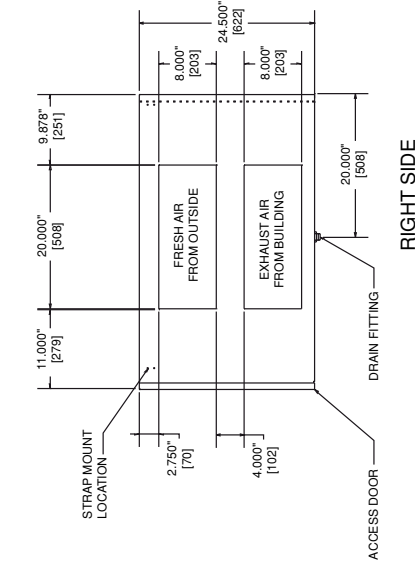 24.500"
[622]
8.000"
[203]
8.000"
[203]
9.878"
[251]
20.000"
[508]
11.000"
[279]
FRESH AIR
FROM OUTSIDE
EXHAUST AIR
FROM BUILDING
20.000"
[508]
STRAP MOUNT
LOCATION
2.750"
[70]
4.000"
[102]
DRAIN FITTING
ACCESS DOOR
RIGHT SIDE